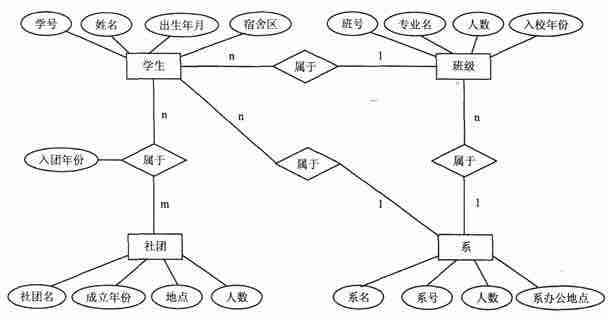 学号 姓名 出生年月 宿舍区 班号 专业名 人数 入校年份
学生 n 属于 1 班级
n n n
入团年份 属于 属于 属于
m 1 1
社团 系
社团名 成立年份 地点 人数 系名 系号 人数 系办公地点